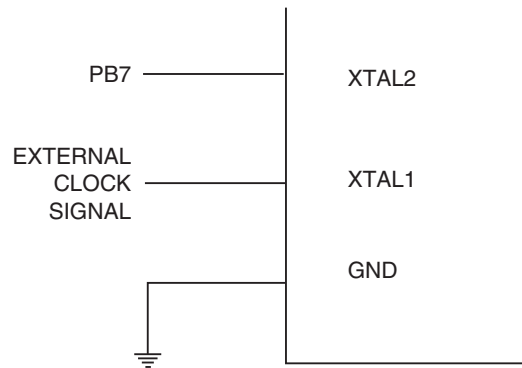 PB7
XTAL2
EXTERNAL
CLOCK
SIGNAL
XTAL1
GND